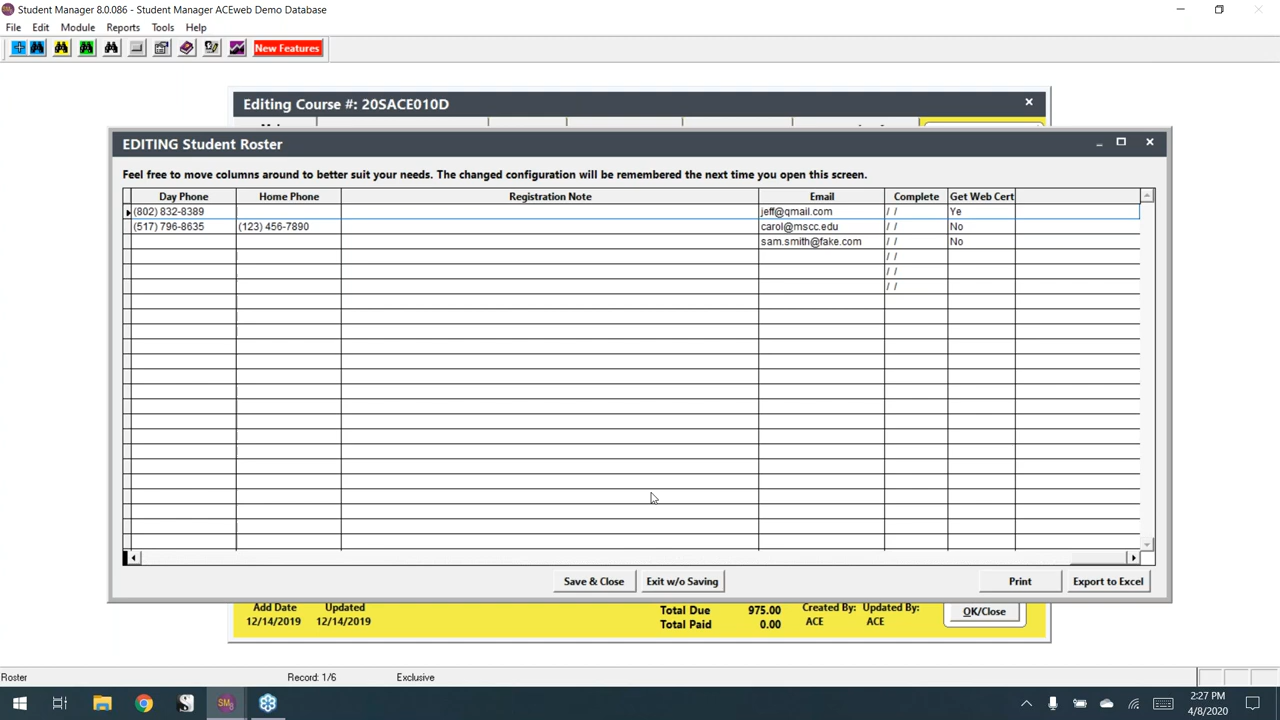 Student Manager 8.0.086 - Student Manager ACEweb Demo Database
File Edit Module Reports Tools Help
New Features
Editing Course #: 20SACE010D
EDITING Student Roster
Feel free to move columns around to better suit your needs. The changed configuration will be remembered the next time you open this screen.
Day Phone Home Phone Registration Note Email Complete Get Web Cert
(802) 832-8389 jeff@qmail.com / / Ye
(517) 796-8635 (123) 456-7890 carol@mscc.edu / / No
sam.smith@fake.com / / No
/ /
/ /
/ /
Save & Close Exit w/o Saving Print Export to Excel
Add Date Updated Total Due 975.00 Created By: Updated By: OK/Close
12/14/2019 12/14/2019 Total Paid 0.00 ACE ACE
Roster Record: 1/6 Exclusive
SM8
2:27 PM
4/8/2020